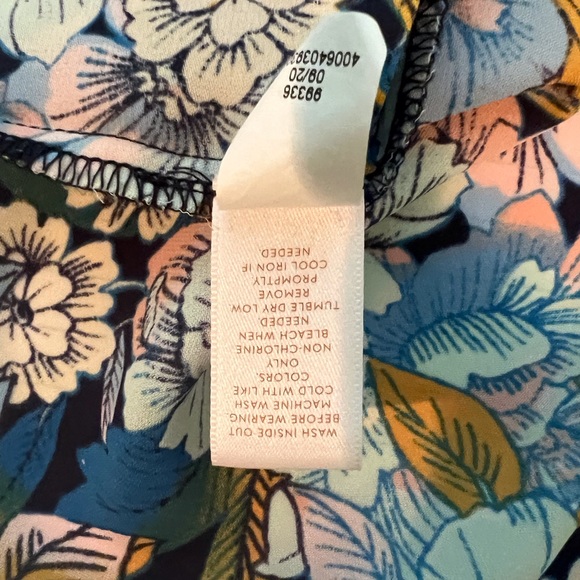 WASH INSIDE OUT
BEFORE WEARING.
MACHINE WASH
COLD WITH LIKE
COLORS.
ONLY
NON-CHLORINE
BLEACH WHEN
NEEDED
TUMBLE DRY LOW
REMOVE
PROMPTLY
COOL IRON IF
NEEDED.
99336
09/20